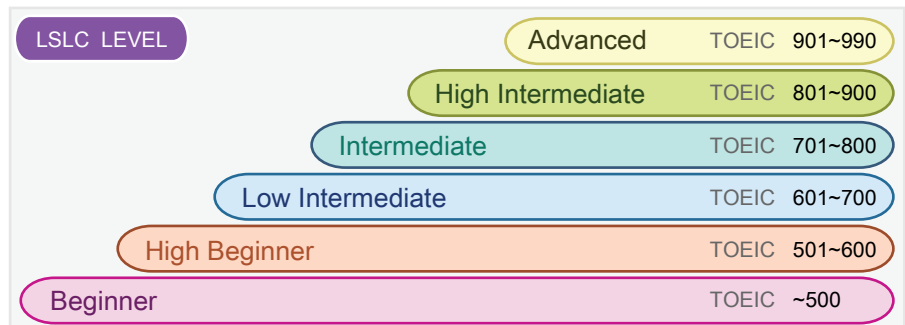 LSLC LEVEL
Advanced TOEIC 901~990
High Intermediate TOEIC 801~900
Intermediate TOEIC 701~800
Low Intermediate TOEIC 601~700
High Beginner TOEIC 501~600
Beginner TOEIC ~500